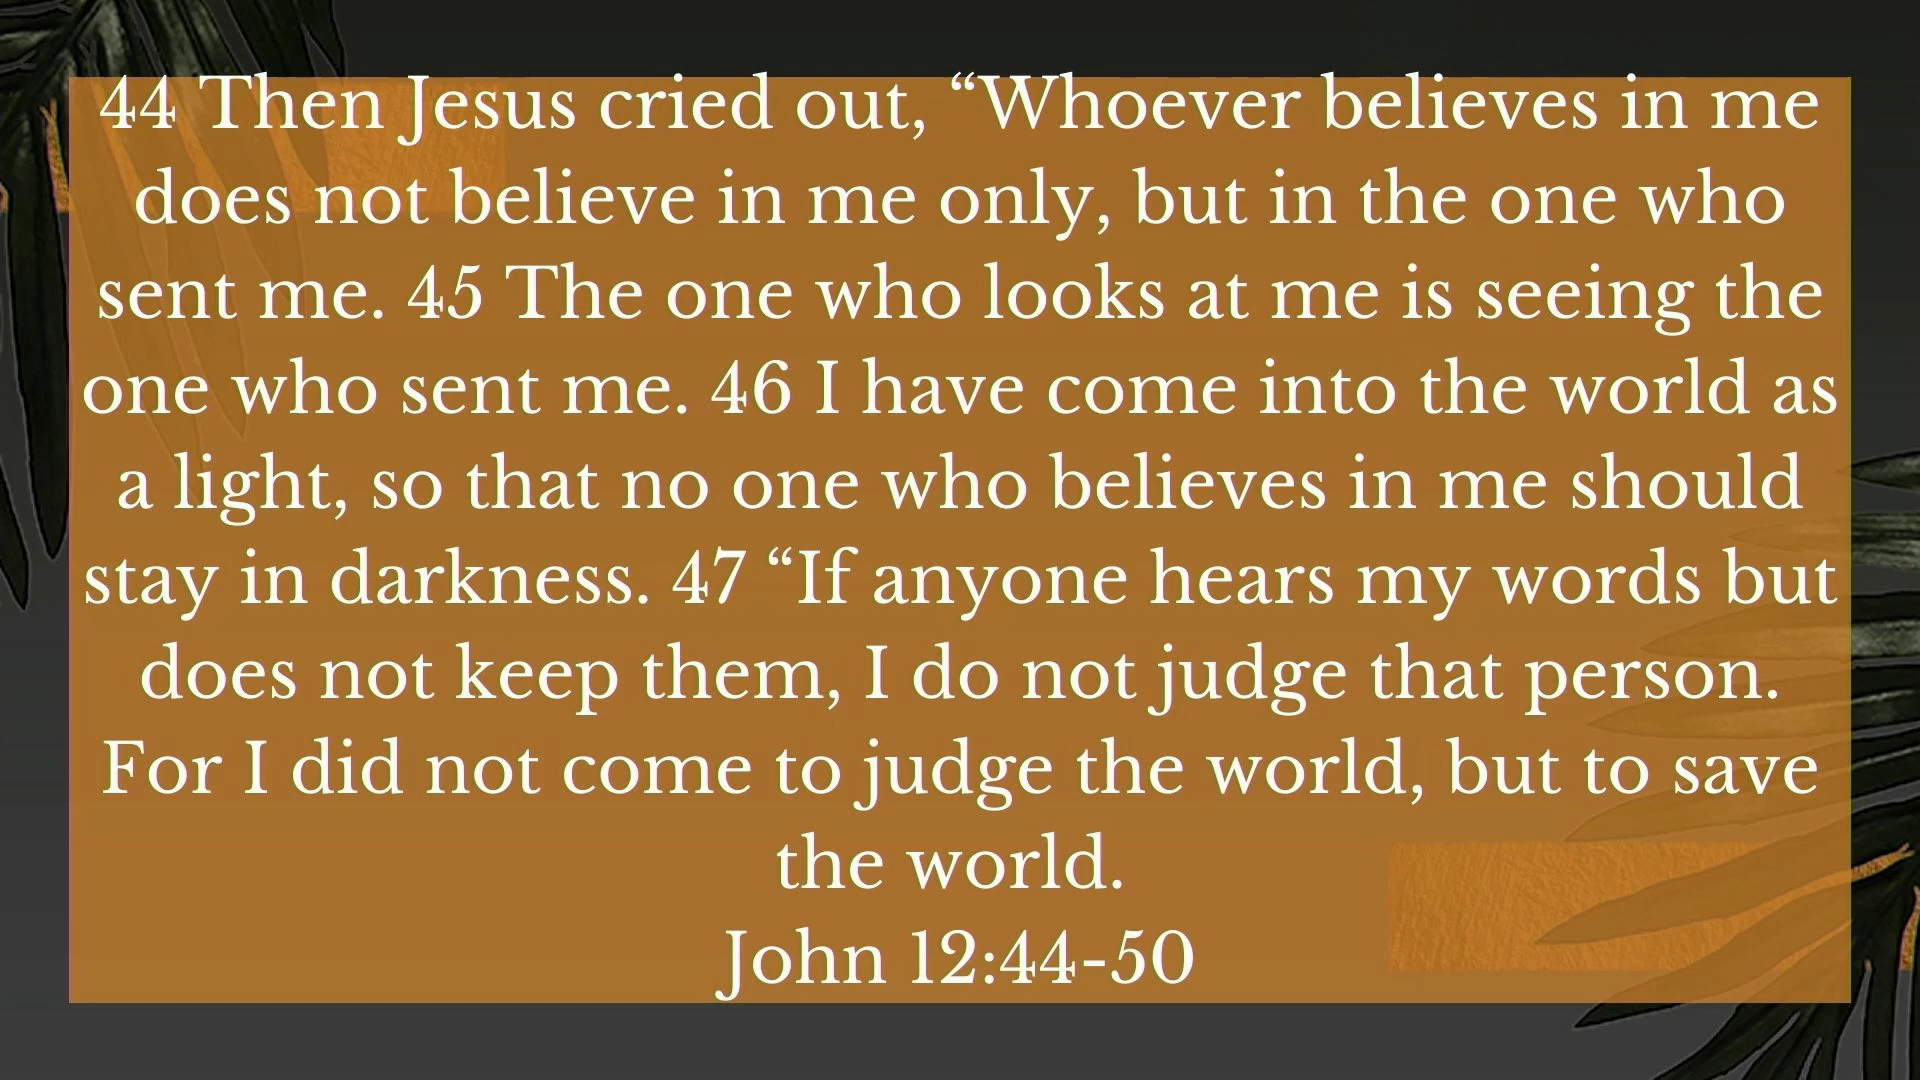 44 Then Jesus cried out, “Whoever believes in me
does not believe in me only, but in the one who
sent me. 45 The one who looks at me is seeing the
one who sent me. 46 I have come into the world as
a light, so that no one who believes in me should
stay in darkness. 47 “If anyone hears my words but
does not keep them, I do not judge that person.
For I did not come to judge the world, but to save
the world.
John 12:44-50